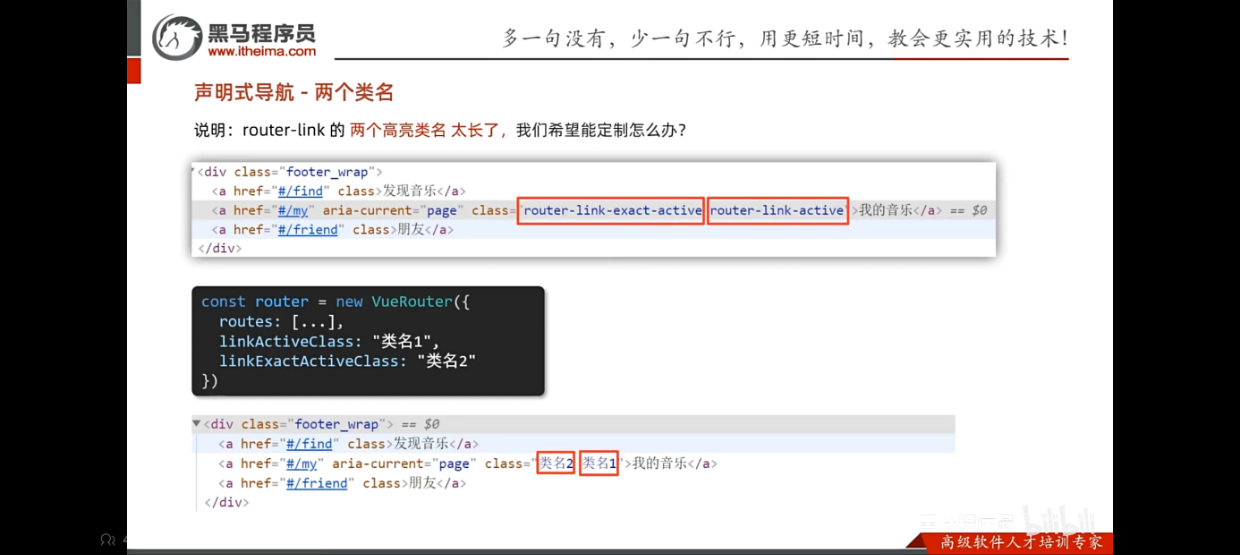 黑马程序员
www.itheima.com
多一句没有，少一句不行，用更短时间，教会更实用的技术！
声明式导航 - 两个类名
说明：router-link 的 两个高亮类名 太长了，我们希望能定制怎么办？
<div class="footer_wrap">
<a href="#/find" class>发现音乐</a>
<a href="#/my" aria-current="page" class="router-link-exact-active router-link-active">我的音乐</a> == $0
<a href="#/friend" class>朋友</a>
</div>
const router = new VueRouter({
routes: [...],
linkActiveClass: "类名1",
linkExactActiveClass: "类名2"
})
<div class="footer_wrap"> == $0
<a href="#/find" class>发现音乐</a>
<a href="#/my" aria-current="page" class="类名2 类名1">我的音乐</a>
<a href="#/friend" class>朋友</a>
</div>
bilibili
高级软件人才培训专家